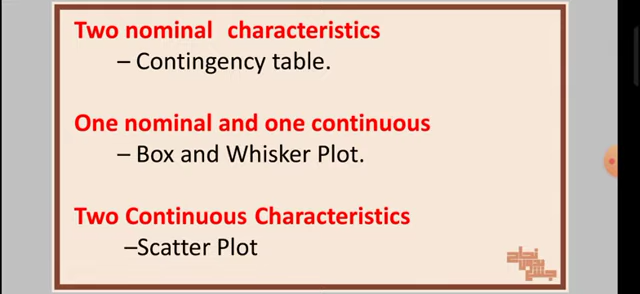 Two nominal characteristics
– Contingency table.
One nominal and one continuous
– Box and Whisker Plot.
Two Continuous Characteristics
–Scatter Plot